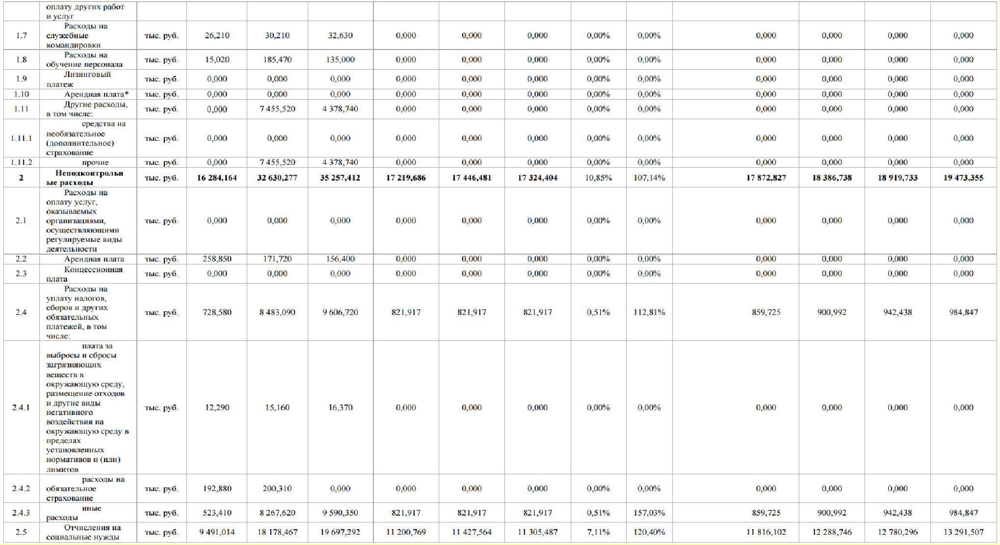 оплату других работ
и услуг
1.7 Расходы на
служебные
командировки тыс. руб. 26,210 30,210 32,630 0,000 0,000 0,000 0,00% 0,00% 0,000 0,000 0,000 0,000
1.8 Расходы на
обучение персонала тыс. руб. 15,020 185,470 135,000 0,000 0,000 0,000 0,00% 0,00% 0,000 0,000 0,000 0,000
1.9 Лизинговый
платеж тыс. руб. 0,000 0,000 0,000 0,000 0,000 0,000 0,00% 0,00% 0,000 0,000 0,000 0,000
1.10 Арендная плата* тыс. руб. 0,000 0,000 0,000 0,000 0,000 0,000 0,00% 0,00% 0,000 0,000 0,000 0,000
1.11 Другие расходы,
в том числе: тыс. руб. 0,000 7 455,520 4 378,740 0,000 0,000 0,000 0,00% 0,00% 0,000 0,000 0,000 0,000
1.11.1 средства на
необязательное
(дополнительное)
страхование тыс. руб. 0,000 0,000 0,000 0,000 0,000 0,000 0,00% 0,00% 0,000 0,000 0,000 0,000
1.11.2 прочие тыс. руб. 0,000 7 455,520 4 378,740 0,000 0,000 0,000 0,00% 0,00% 0,000 0,000 0,000 0,000
2 Неподконтрольн
ые расходы тыс. руб. 16 284,164 32 630,277 35 257,412 17 219,686 17 446,481 17 324,404 10,85% 107,14% 17 872,827 18 386,738 18 919,733 19 473,355
2.1 Расходы на
оплату услуг,
оказываемых
организациями,
осуществляющими
регулируемые виды
деятельности тыс. руб. 0,000 0,000 0,000 0,000 0,000 0,000 0,00% 0,00% 0,000 0,000 0,000 0,000
2.2 Арендная плата тыс. руб. 258,850 171,720 156,400 0,000 0,000 0,000 0,00% 0,00% 0,000 0,000 0,000 0,000
2.3 Концессионная
плата тыс. руб. 0,000 0,000 0,000 0,000 0,000 0,000 0,00% 0,00% 0,000 0,000 0,000 0,000
2.4 Расходы на
уплату налогов,
сборов и других
обязательных
платежей, в том
числе: тыс. руб. 728,580 8 483,090 9 606,720 821,917 821,917 821,917 0,51% 112,81% 859,725 900,992 942,438 984,847
2.4.1 плата за
выбросы и сбросы
загрязняющих
веществ в
окружающую среду,
размещение отходов
и другие виды
негативного
воздействия на
окружающую среду в
пределах
установленных
нормативов и (или)
лимитов тыс. руб. 12,290 15,160 16,370 0,000 0,000 0,000 0,00% 0,00% 0,000 0,000 0,000 0,000
2.4.2 расходы на
обязательное
страхование тыс. руб. 192,880 200,310 0,000 0,000 0,000 0,000 0,00% 0,00% 0,000 0,000 0,000 0,000
2.4.3 иные
расходы тыс. руб. 523,410 8 267,620 9 590,350 821,917 821,917 821,917 0,51% 157,03% 859,725 900,992 942,438 984,847
2.5 Отчисления на
социальные нужды тыс. руб. 9 491,014 18 178,467 19 697,292 11 200,769 11 427,564 11 305,487 7,11% 120,40% 11 816,102 12 288,746 12 780,296 13 291,507